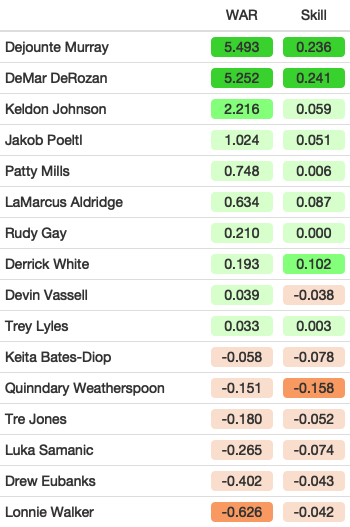 WAR Skill
Dejounte Murray 5.493 0.236
DeMar DeRozan 5.252 0.241
Keldon Johnson 2.216 0.059
Jakob Poeltl 1.024 0.051
Patty Mills 0.748 0.006
LaMarcus Aldridge 0.634 0.087
Rudy Gay 0.210 0.000
Derrick White 0.193 0.102
Devin Vassell 0.039 -0.038
Trey Lyles 0.033 0.003
Keita Bates-Diop -0.058 -0.078
Quinndary Weatherspoon -0.151 -0.158
Tre Jones -0.180 -0.052
Luka Samanic -0.265 -0.074
Drew Eubanks -0.402 -0.043
Lonnie Walker -0.626 -0.042